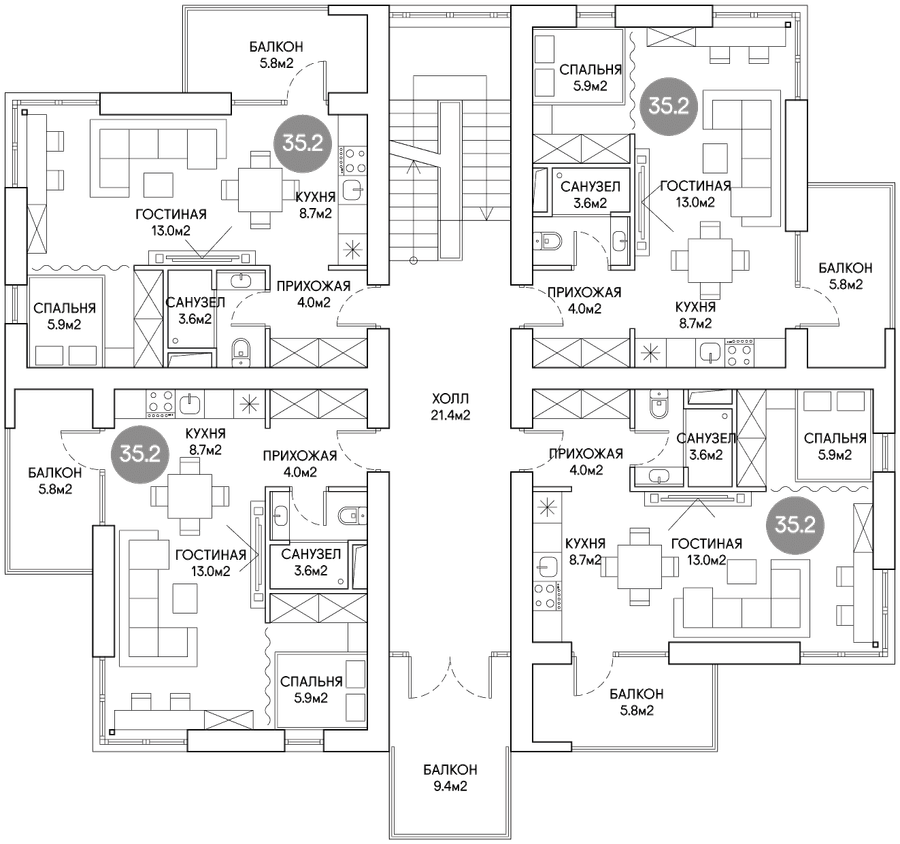 БАЛКОН
5.8м2
35.2
КУХНЯ
8.7м2
ГОСТИНАЯ
13.0м2
СПАЛЬНЯ
5.9м2
САНУЗЕЛ
3.6м2
ПРИХОЖАЯ
4.0м2
СПАЛЬНЯ
5.9м2
35.2
САНУЗЕЛ
3.6м2
ГОСТИНАЯ
13.0м2
ПРИХОЖАЯ
4.0м2
КУХНЯ
8.7м2
БАЛКОН
5.8м2
ХОЛЛ
21.4м2
КУХНЯ
8.7м2
35.2
БАЛКОН
5.8м2
ПРИХОЖАЯ
4.0м2
ГОСТИНАЯ
13.0м2
САНУЗЕЛ
3.6м2
СПАЛЬНЯ
5.9м2
ПРИХОЖАЯ
4.0м2
САНУЗЕЛ
3.6м2
СПАЛЬНЯ
5.9м2
35.2
КУХНЯ
8.7м2
ГОСТИНАЯ
13.0м2
БАЛКОН
5.8м2
БАЛКОН
9.4м2